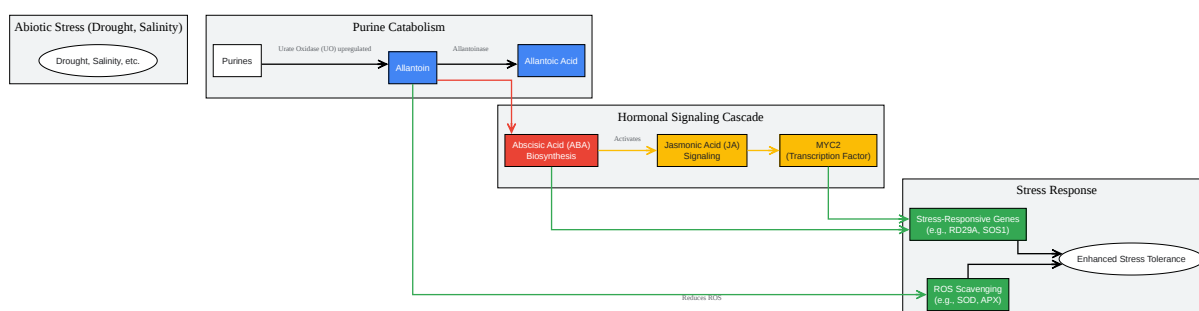 Abiotic Stress (Drought, Salinity)
Drought, Salinity, etc.
Purine Catabolism
Purines
Urate Oxidase (UO) upregulated
Allantoin
Allantoinase
Allantoic Acid
Hormonal Signaling Cascade
Abscisic Acid (ABA)
Biosynthesis
Activates
Jasmonic Acid (JA)
Signaling
MYC2
(Transcription Factor)
Stress Response
Stress-Responsive Genes
(e.g., RD29A, SOS1)
Enhanced Stress Tolerance
ROS Scavenging
(e.g., SOD, APX)
Reduces ROS